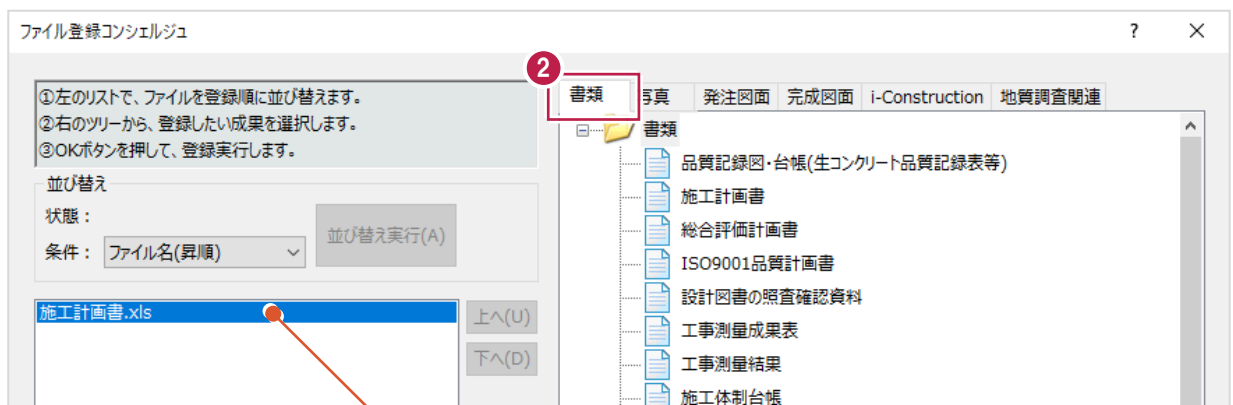 ファイル登録コンシェルジュ
?
2
①左のリストで、ファイルを登録順に並び替えます。
②右のツリーから、登録したい成果を選択します。
③OKボタンを押して、登録実行します。
並び替え
状態：
条件： ファイル名(昇順)
並び替え実行(A)
施工計画書.xls
上へ(U)
下へ(D)
書類 写真 発注図面 完成図面 i-Construction 地質調査関連
書類
品質記録図・台帳(生コンクリート品質記録表等)
施工計画書
総合評価計画書
ISO9001品質計画書
設計図書の照査確認資料
工事測量成果表
工事測量結果
施工体制台帳